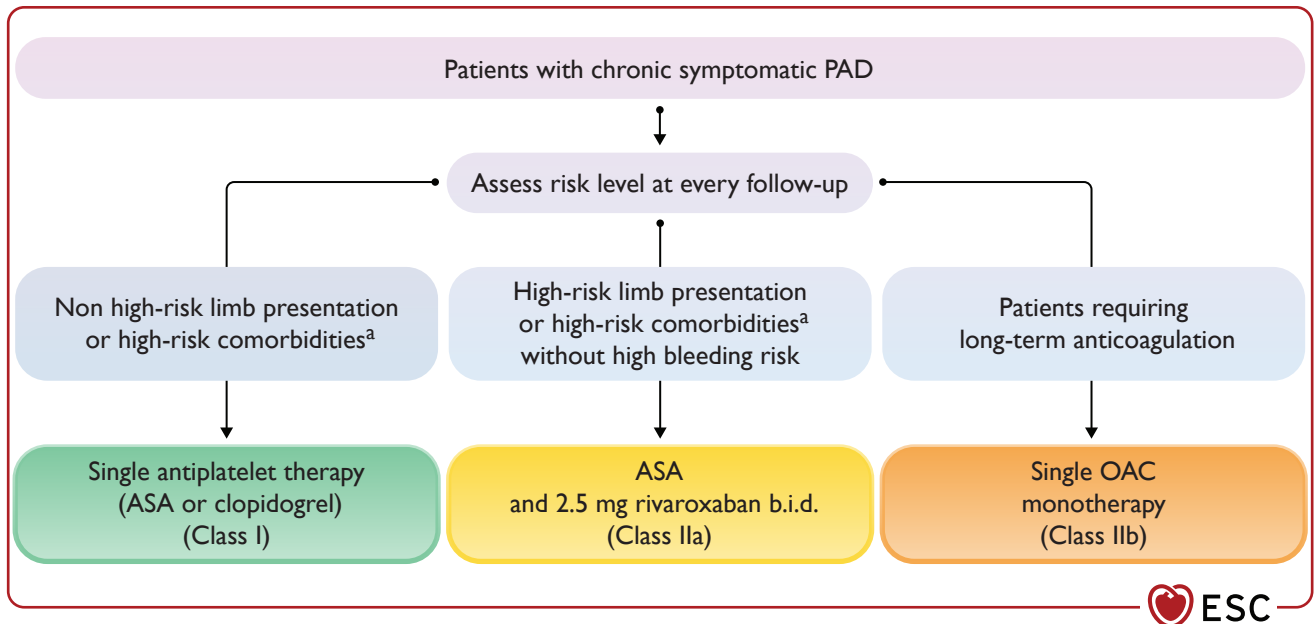 Patients with chronic symptomatic PAD
Assess risk level at every follow-up
Non high-risk limb presentation
or high-risk comorbiditiesᵃ
High-risk limb presentation
or high-risk comorbiditiesᵃ
without high bleeding risk
Patients requiring
long-term anticoagulation
Single antiplatelet therapy
(ASA or clopidogrel)
(Class I)
ASA
and 2.5 mg rivaroxaban b.i.d.
(Class IIa)
Single OAC
monotherapy
(Class IIb)
ESC